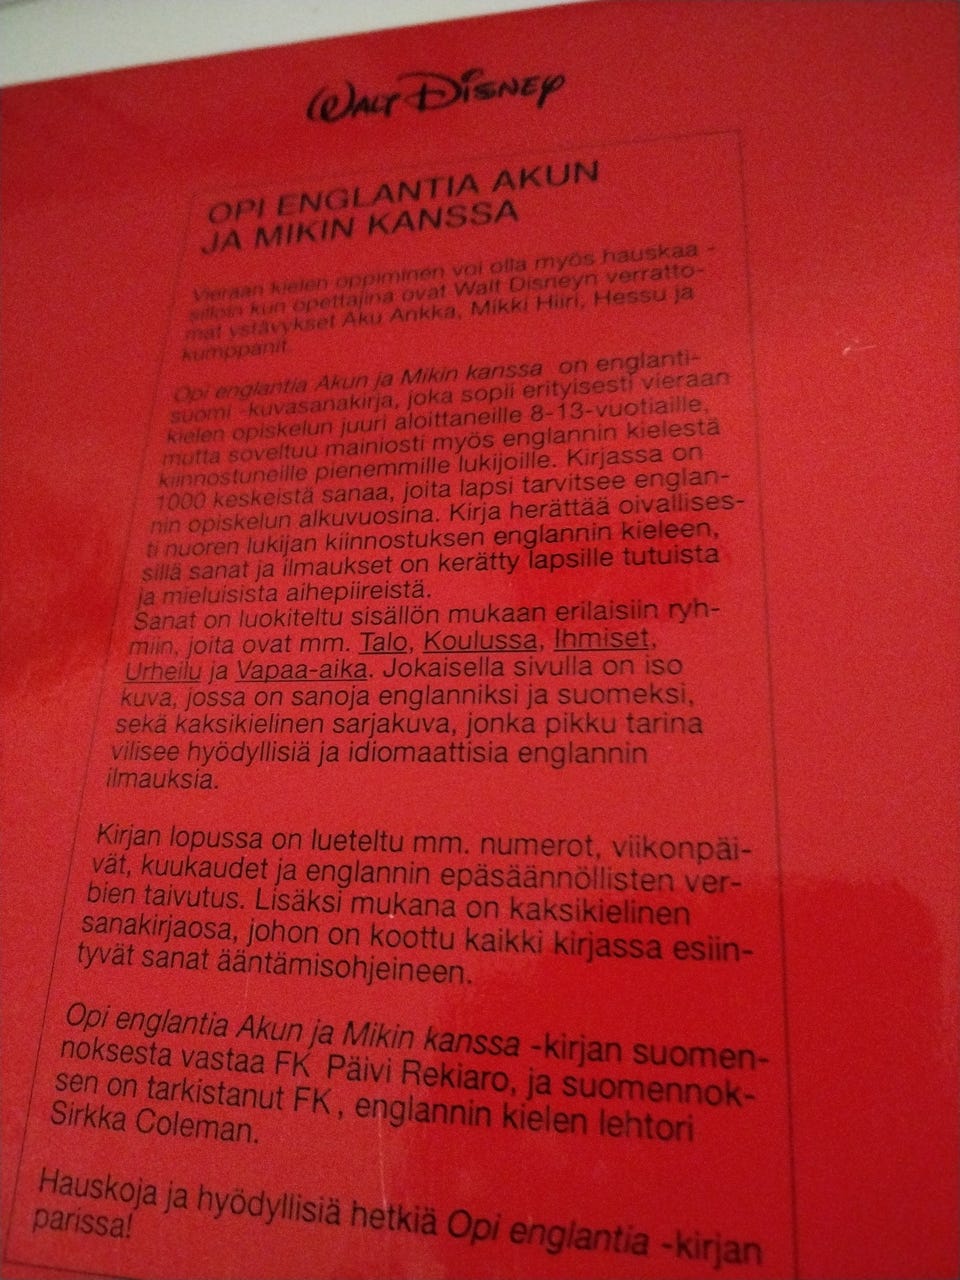 WALT DISNEY
OPI ENGLANTIA AKUN
JA MIKIN KANSSA
Vieraan kielen oppiminen voi olla myös hauskaa -
silloin kun opettajina ovat Walt Disneyn verratto-
mat ystävykset Aku Ankka, Mikki Hiiri, Hessu ja
kumppanit.
Opi englantia Akun ja Mikin kanssa on englanti-
suomi -kuvasanakirja, joka sopii erityisesti vieraan
kielen opiskelun juuri aloittaneille 8-13-vuotiaille,
mutta soveltuu mainiosti myös englannin kielestä
kiinnostuneille pienemmille lukijoille. Kirjassa on
1000 keskeistä sanaa, joita lapsi tarvitsee englan-
nin opiskelun alkuvuosina. Kirja herättää oivallises-
ti nuoren lukijan kiinnostuksen englannin kieleen,
sillä sanat ja ilmaukset on kerätty lapsille tutuista
ja mieluisista aihepiireistä.
Sanat on luokiteltu sisällön mukaan erilaisiin ryh-
miin, joita ovat mm. Talo, Koulussa, Ihmiset,
Urheilu ja Vapaa-aika. Jokaisella sivulla on iso
kuva, jossa on sanoja englanniksi ja suomeksi,
sekä kaksikielinen sarjakuva, jonka pikku tarina
vilisee hyödyllisiä ja idiomaattisia englannin
ilmauksia.
Kirjan lopussa on lueteltu mm. numerot, viikonpäi-
vät, kuukaudet ja englannin epäsäännöllisten ver-
bien taivutus. Lisäksi mukana on kaksikielinen
sanakirjaosa, johon on koottu kaikki kirjassa esiin-
tyvät sanat ääntämisohjeineen.
Opi englantia Akun ja Mikin kanssa -kirjan suomen-
noksesta vastaa FK Päivi Rekiaro, ja suomennok-
sen on tarkistanut FK, englannin kielen lehtori
Sirkka Coleman.
Hauskoja ja hyödyllisiä hetkiä Opi englantia -kirjan
parissa!